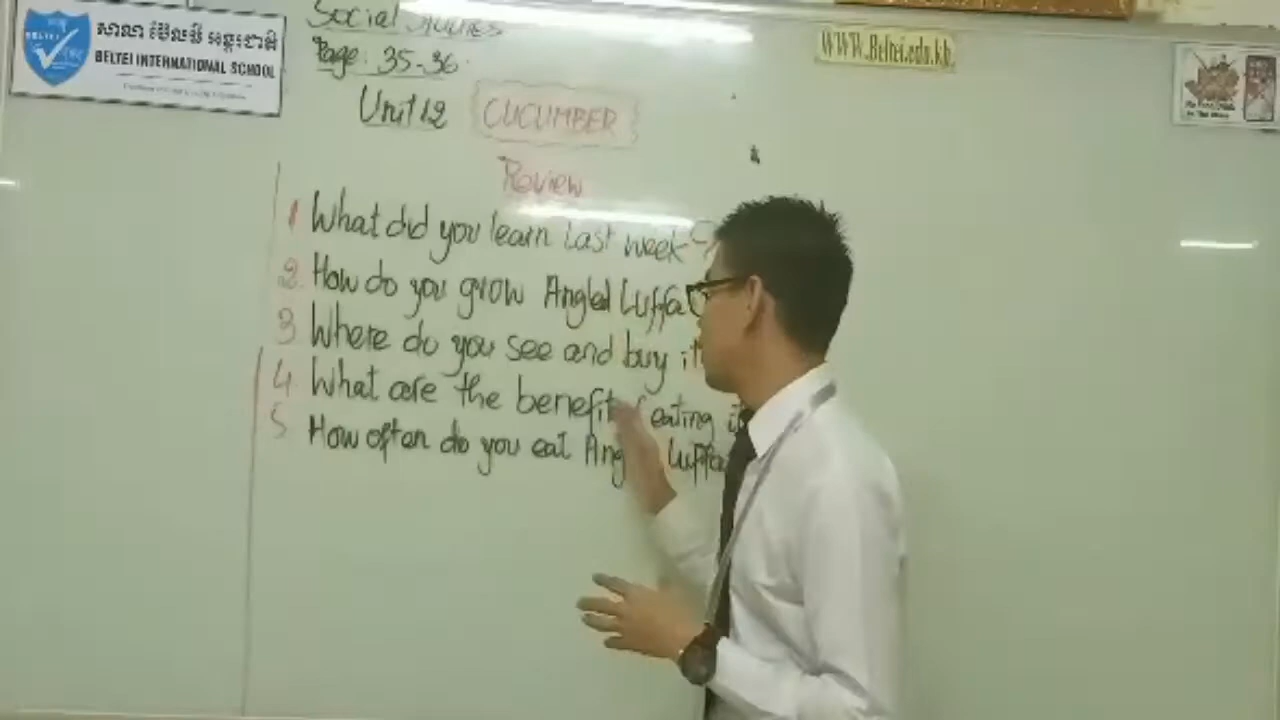 សាលា ប៊ែលធី អន្តរជាតិ
BELTEI INTERNATIONAL SCHOOL
Social Studies
Page: 35-36.
Unit 12 CUCUMBER
Review
1 What did you learn last week?
2. How do you grow Angled Luffa
3 Where do you see and buy it
4. What are the benefit eating it
5 How often do you eat Ang Luffa
WWW.Beltei.edu.kh